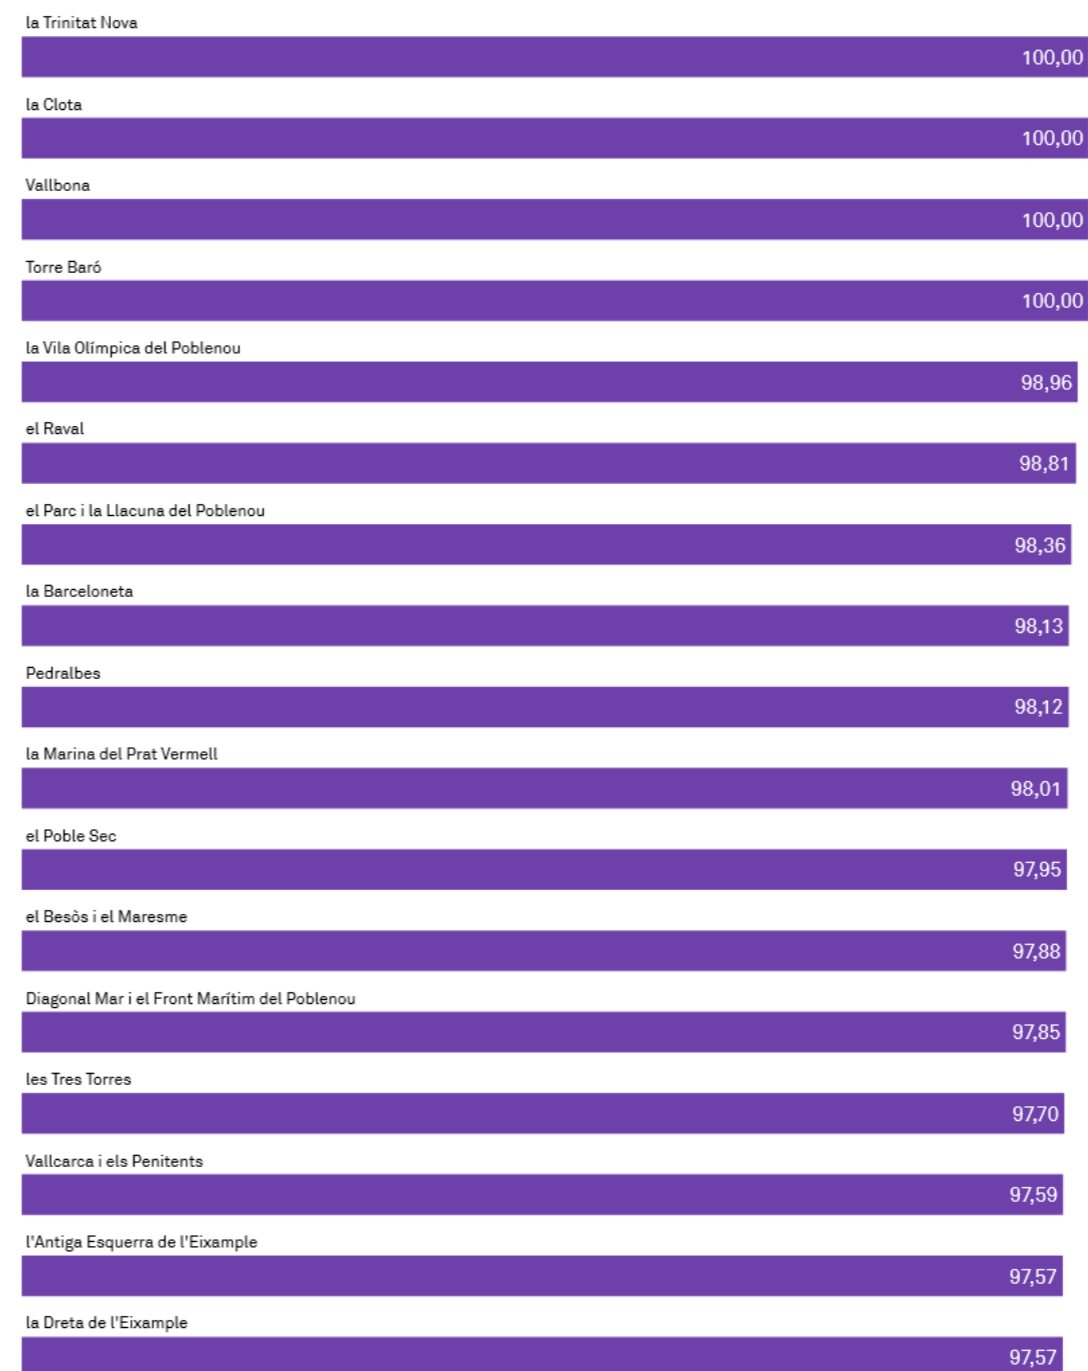 la Trinitat Nova
100,00
la Clota
100,00
Vallbona
100,00
Torre Baró
100,00
la Vila Olímpica del Poblenou
98,96
el Raval
98,81
el Parc i la Llacuna del Poblenou
98,36
la Barceloneta
98,13
Pedralbes
98,12
la Marina del Prat Vermell
98,01
el Poble Sec
97,95
el Besòs i el Maresme
97,88
Diagonal Mar i el Front Marítim del Poblenou
97,85
les Tres Torres
97,70
Vallcarca i els Penitents
97,59
l'Antiga Esquerra de l'Eixample
97,57
la Dreta de l'Eixample
97,57